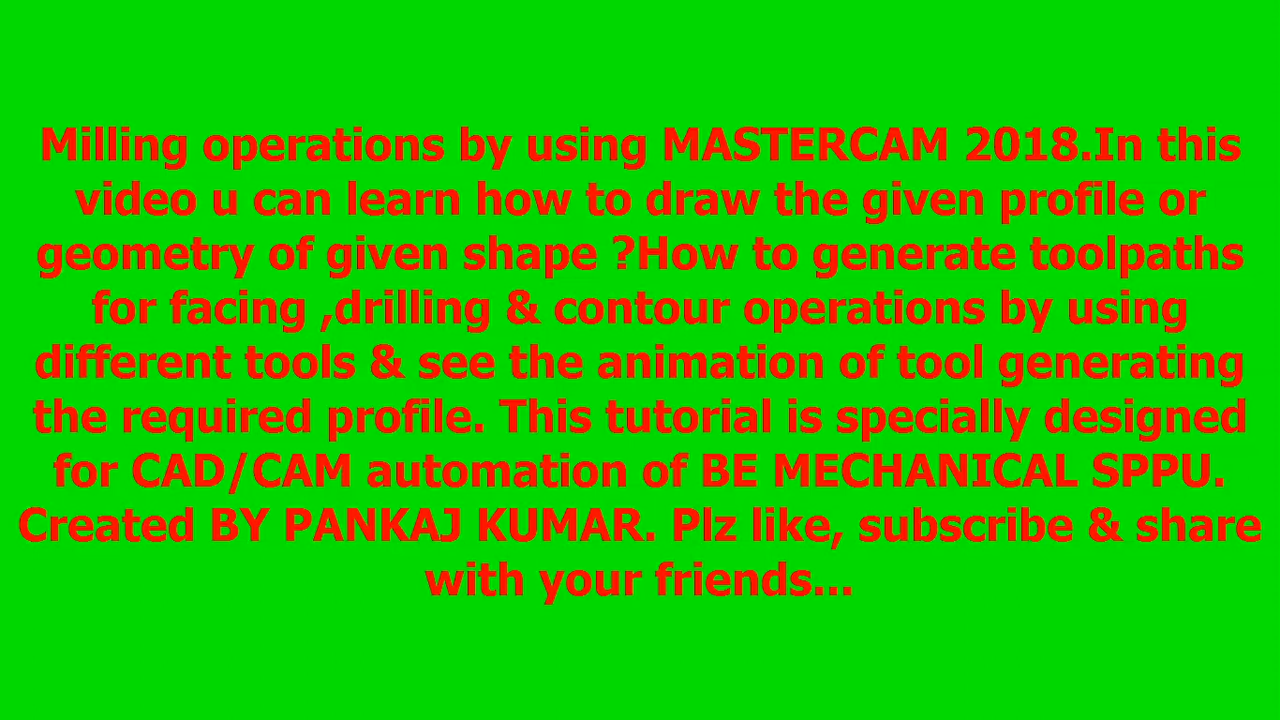 Milling operations by using MASTERCAM 2018.In this
video u can learn how to draw the given profile or
geometry of given shape ?How to generate toolpaths
for facing ,drilling & contour operations by using
different tools & see the animation of tool generating
the required profile. This tutorial is specially designed
for CAD/CAM automation of BE MECHANICAL SPPU.
Created BY PANKAJ KUMAR. Plz like, subscribe & share
with your friends...